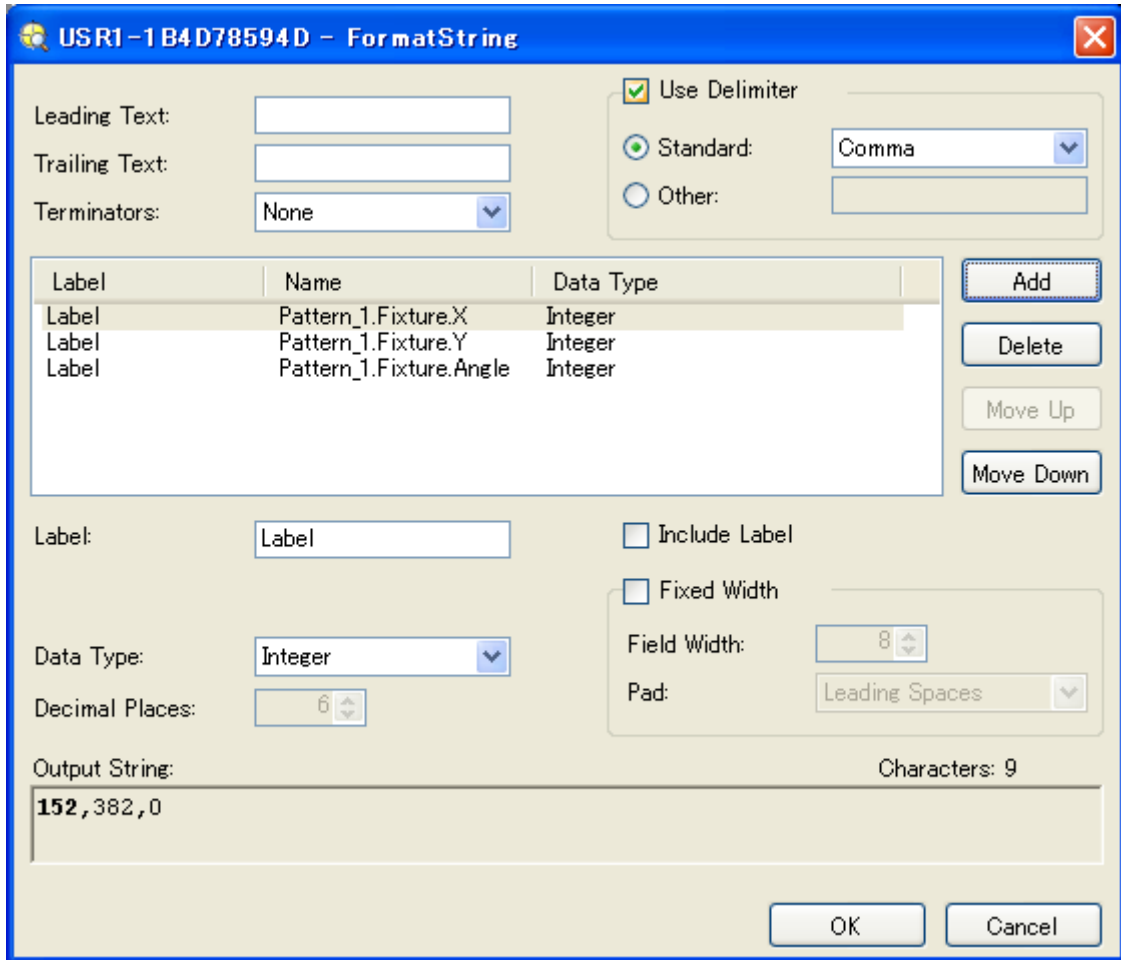 USR1-1B4D78594D - FormatString
Leading Text:
Trailing Text:
Terminators: None
Use Delimiter
Standard: Comma
Other:
Label Name Data Type
Label Pattern_1.Fixture.X Integer
Label Pattern_1.Fixture.Y Integer
Label Pattern_1.Fixture.Angle Integer
Add
Delete
Move Up
Move Down
Label: Label
Include Label
Fixed Width
Data Type: Integer
Field Width: 8
Decimal Places: 6
Pad: Leading Spaces
Output String: Characters: 9
152,382,0
OK Cancel